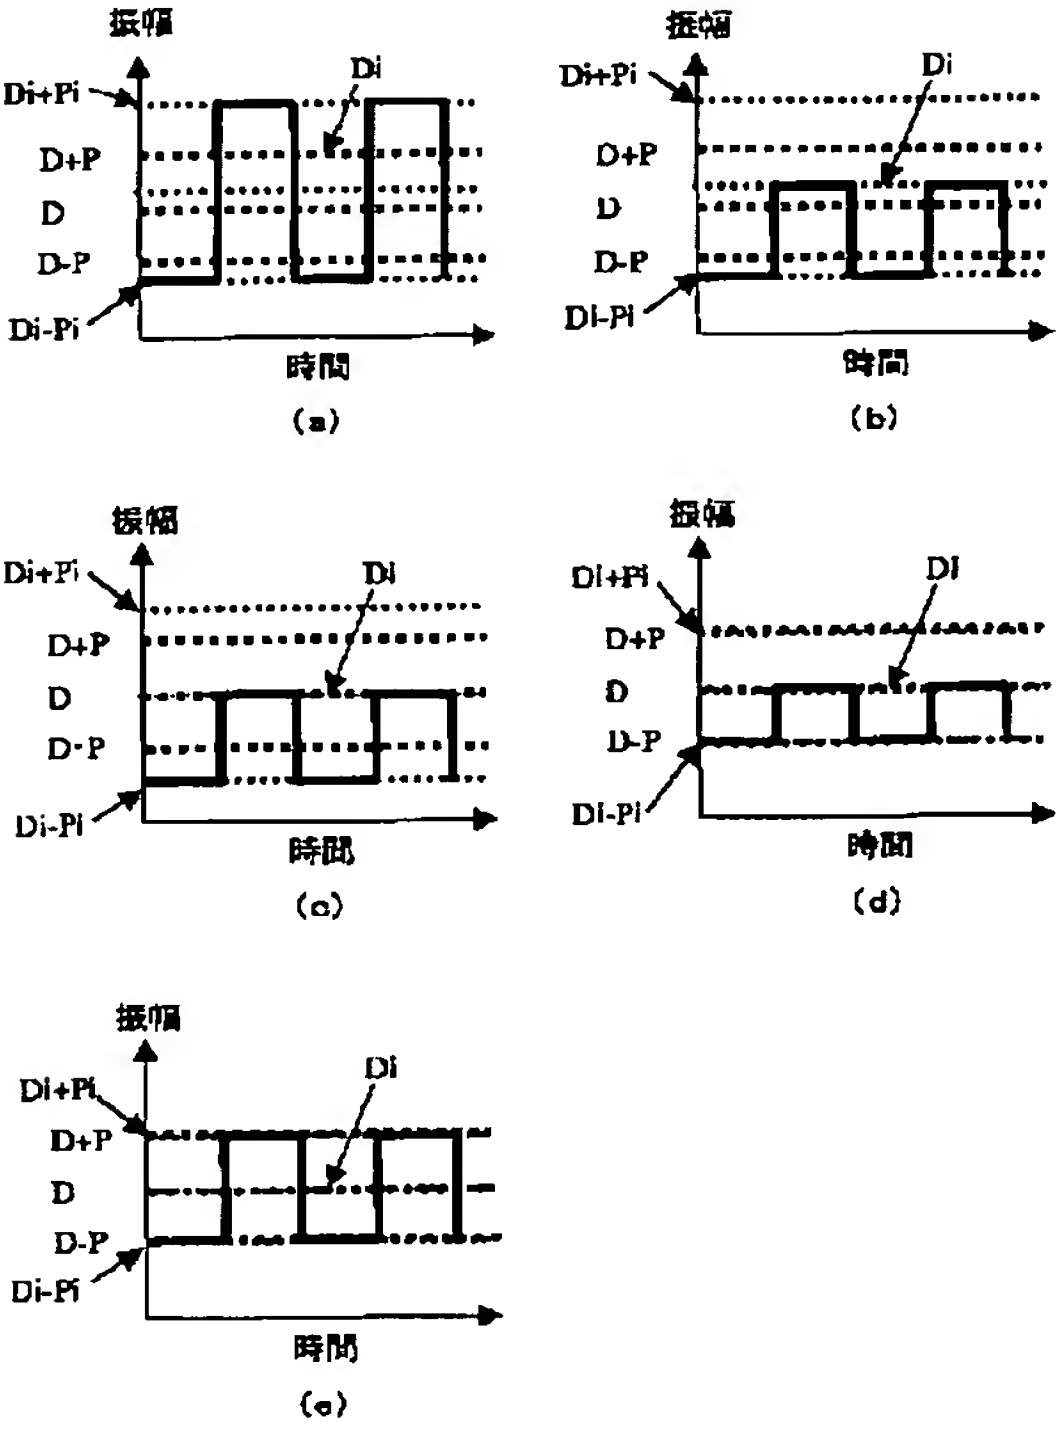 振幅
Di+Pi
Di
D+P
D
D-P
Di-Pi
時間
(a)
振幅
Di+Pi
Di
D+P
D
D-P
Di-Pi
時間
(b)
振幅
Di+Pi
Di
D+P
D
D-P
Di-Pi
時間
(c)
振幅
Di+Pi
Di
D+P
D
D-P
Di-Pi
時間
(d)
振幅
Di+Pi
Di
D+P
D
D-P
Di-Pi
時間
(e)